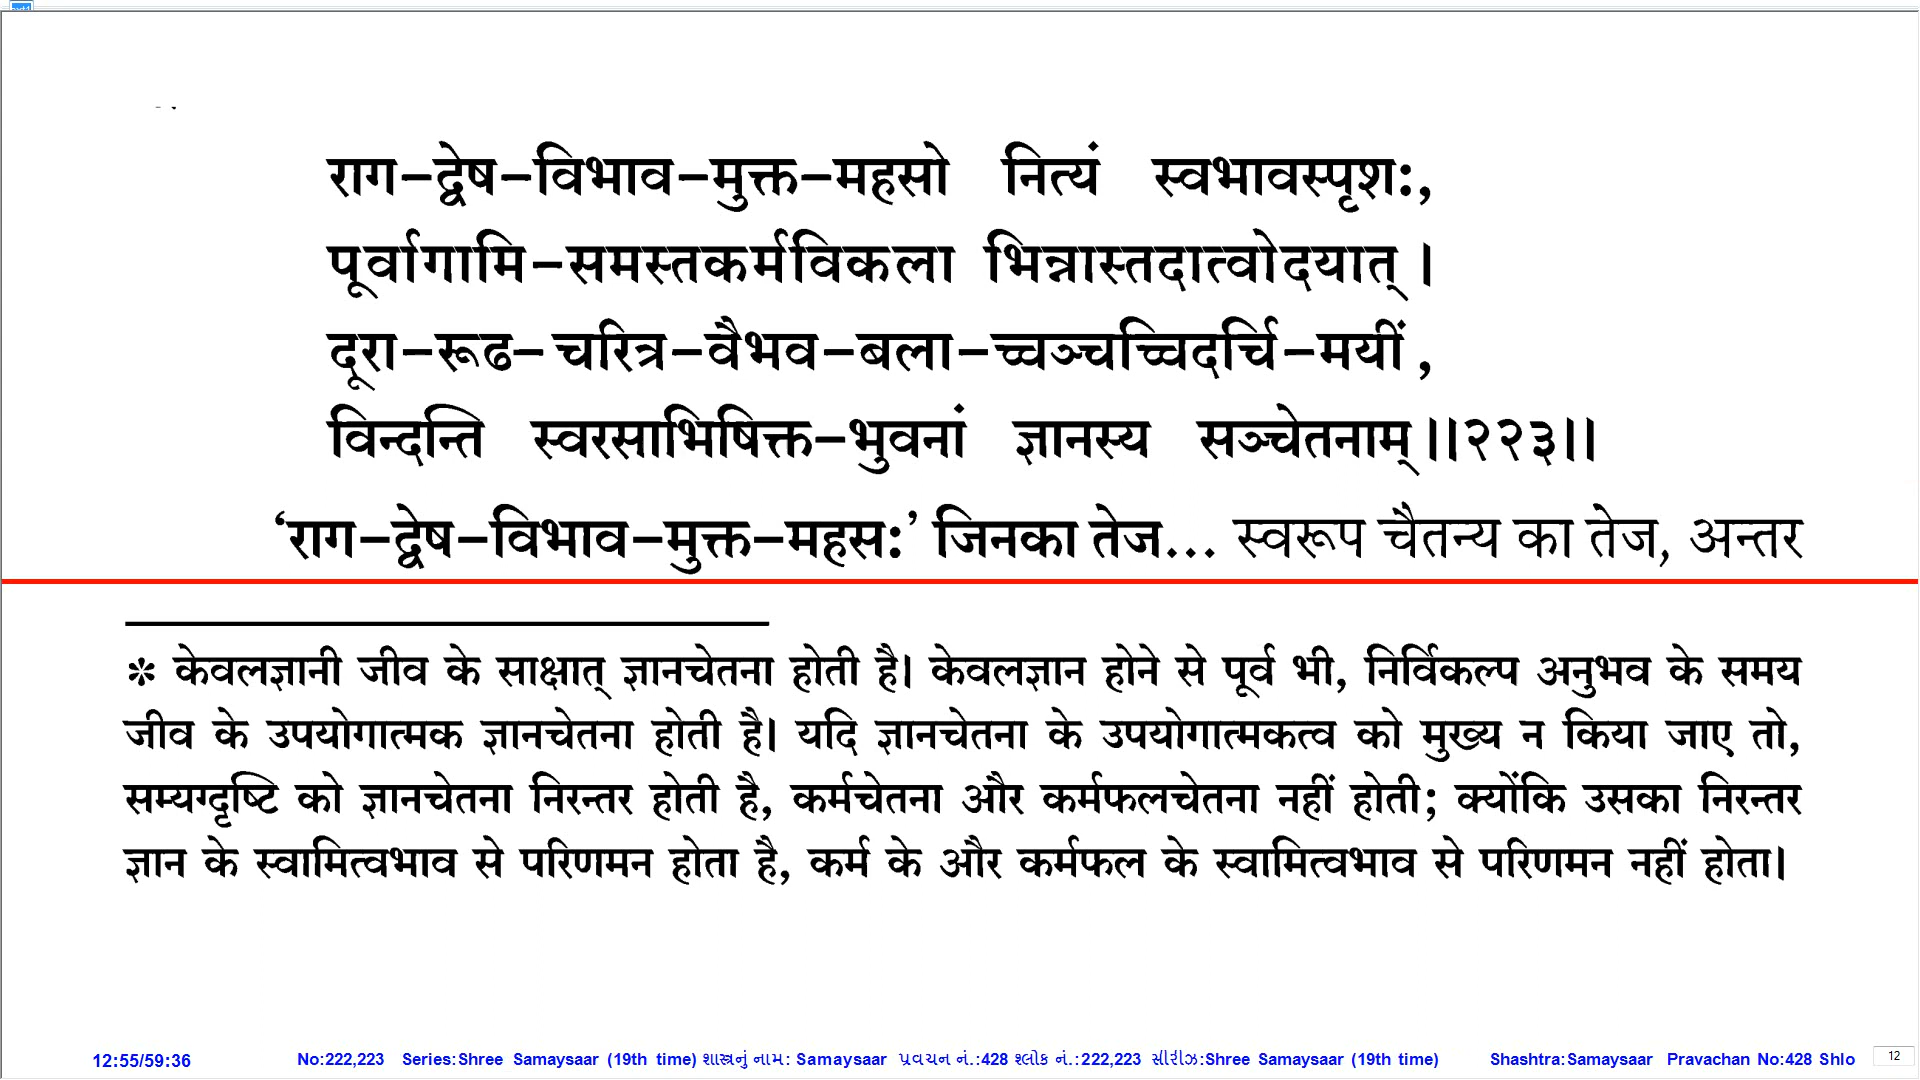 राग-द्वेष-विभाव-मुक्त-महसो नित्यं स्वभावस्पृशः,
पूर्वागामि-समस्तकर्मविकला भिन्नास्तदात्वोदयात् ।
दूरा-रूढ-चरित्र-वैभव-बला-च्चञ्चच्चिदर्चि-मयीं ,
विन्दन्ति स्वरसाभिषिक्त-भुवनां ज्ञानस्य सञ्चेतनाम् ।।२२३।।
‘राग-द्वेष-विभाव-मुक्त-महसः’ जिनका तेज... स्वरूप चैतन्य का तेज, अन्तर
* केवलज्ञानी जीव के साक्षात् ज्ञानचेतना होती है। केवलज्ञान होने से पूर्व भी, निर्विकल्प अनुभव के समय
जीव के उपयोगात्मक ज्ञानचेतना होती है। यदि ज्ञानचेतना के उपयोगात्मकत्व को मुख्य न किया जाए तो,
सम्यग्दृष्टि को ज्ञानचेतना निरन्तर होती है, कर्मचेतना और कर्मफलचेतना नहीं होती; क्योंकि उसका निरन्तर
ज्ञान के स्वामित्वभाव से परिणमन होता है, कर्म के और कर्मफल के स्वामित्वभाव से परिणमन नहीं होता।
12:55/59:36 No:222,223 Series:Shree Samaysaar (19th time) શાસ્ત્રનું નામ: Samaysaar પ્રવચન નં.:428 શ્લોક નં.:222,223 સીરીઝ:Shree Samaysaar (19th time) Shashtra:Samaysaar Pravachan No:428 Shlo 12